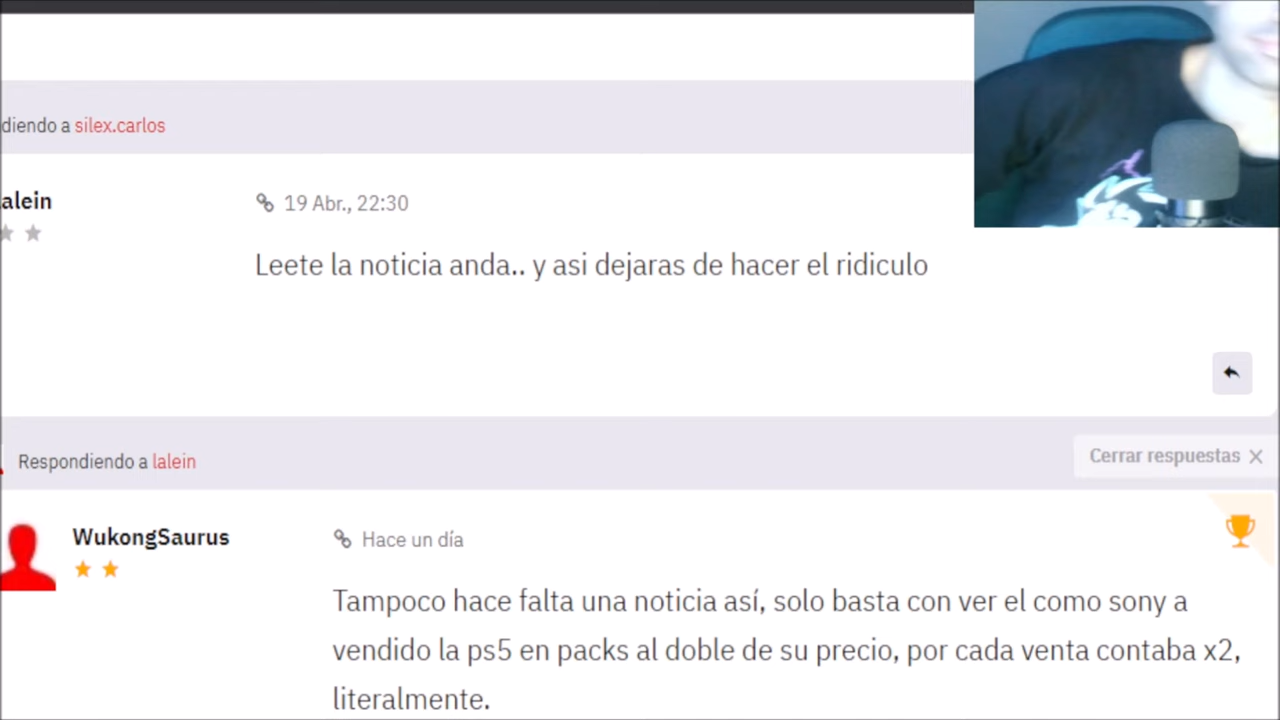 diendo a silex.carlos
alein
19 Abr., 22:30
Leete la noticia anda.. y asi dejaras de hacer el ridiculo
Respondiendo a lalein
Cerrar respuestas
WukongSaurus
Hace un día
Tampoco hace falta una noticia así, solo basta con ver el como sony a
vendido la ps5 en packs al doble de su precio, por cada venta contaba x2,
literalmente.